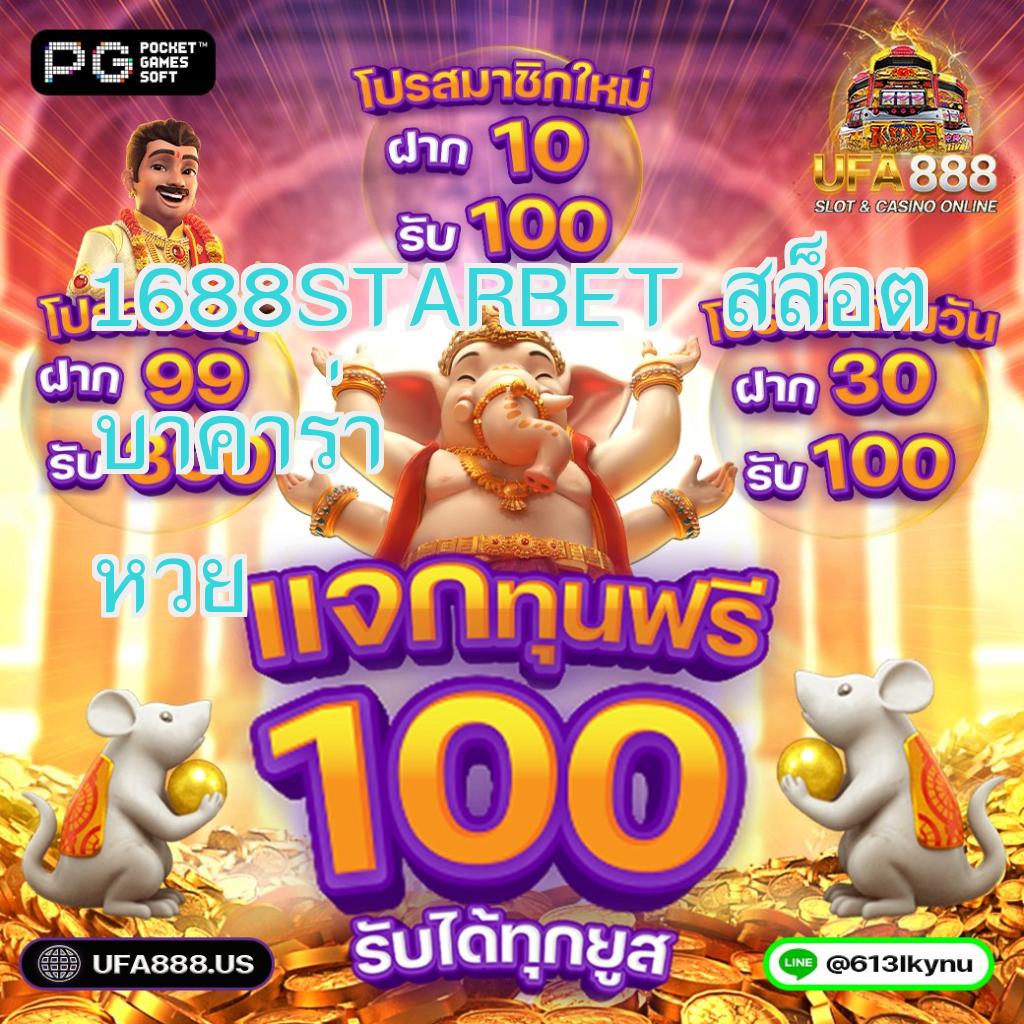 PG POCKET GAMES SOFT™
โปรสมาชิกใหม่
ฝาก 10
รับ 100
UFA888
SLOT & CASINO ONLINE
1688STARBET สล็อต
บาคาร่า
หวย
ฝาก 99
รับ
ฝาก 30
รับ 100
แจกทุนฟรี
100
รับได้ทุกยูส
UFA888.US
LINE @613lkynu